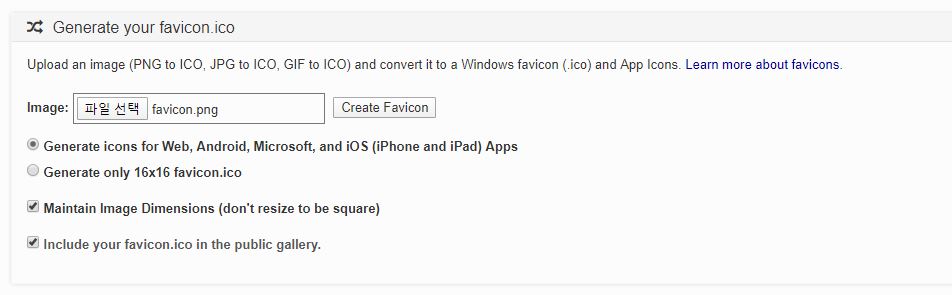 Generate your favicon.ico
Upload an image (PNG to ICO, JPG to ICO, GIF to ICO) and convert it to a Windows favicon (.ico) and App Icons. Learn more about favicons.
Image: 파일 선택 favicon.png Create Favicon
Generate icons for Web, Android, Microsoft, and iOS (iPhone and iPad) Apps
Generate only 16x16 favicon.ico
Maintain Image Dimensions (don't resize to be square)
Include your favicon.ico in the public gallery.